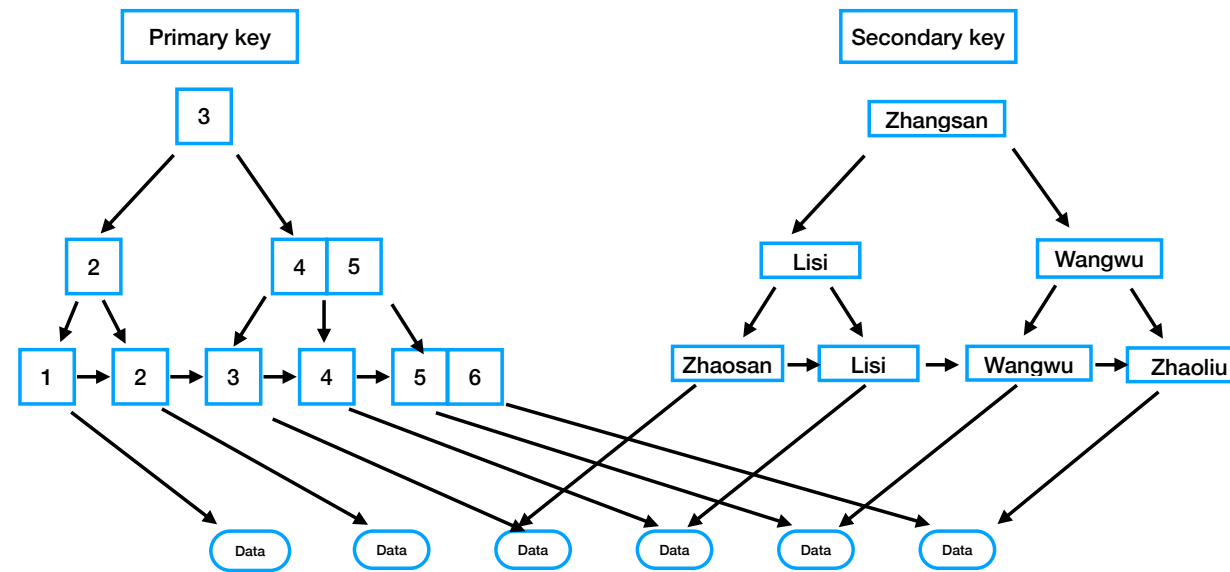 Primary key
Secondary key
3
Zhangsan
2
4 5
Lisi
Wangwu
1 2 3 4 5 6
Zhaosan Lisi Wangwu Zhaoliu
Data Data Data Data Data Data